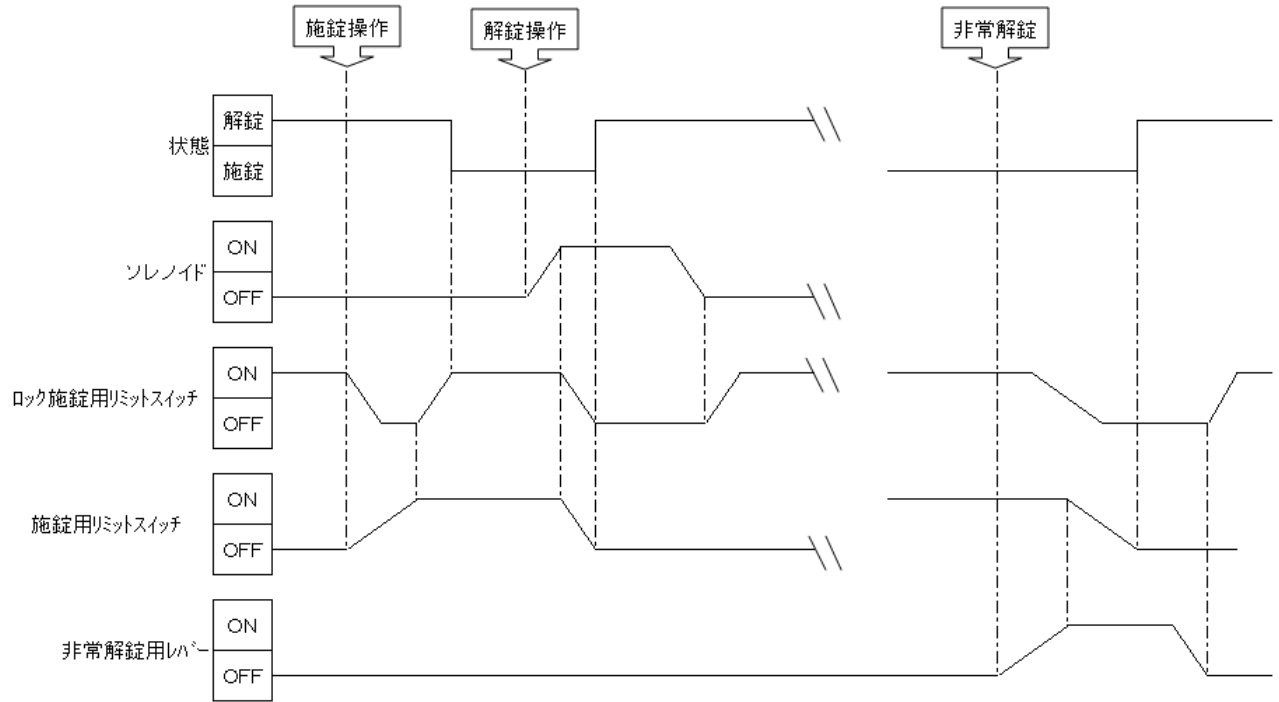 施錠操作
解錠操作
非常解錠
状態
解錠
施錠
ソレノイド
ON
OFF
ロック施錠用リミットスイッチ
ON
OFF
施錠用リミットスイッチ
ON
OFF
非常解錠用レバー
ON
OFF